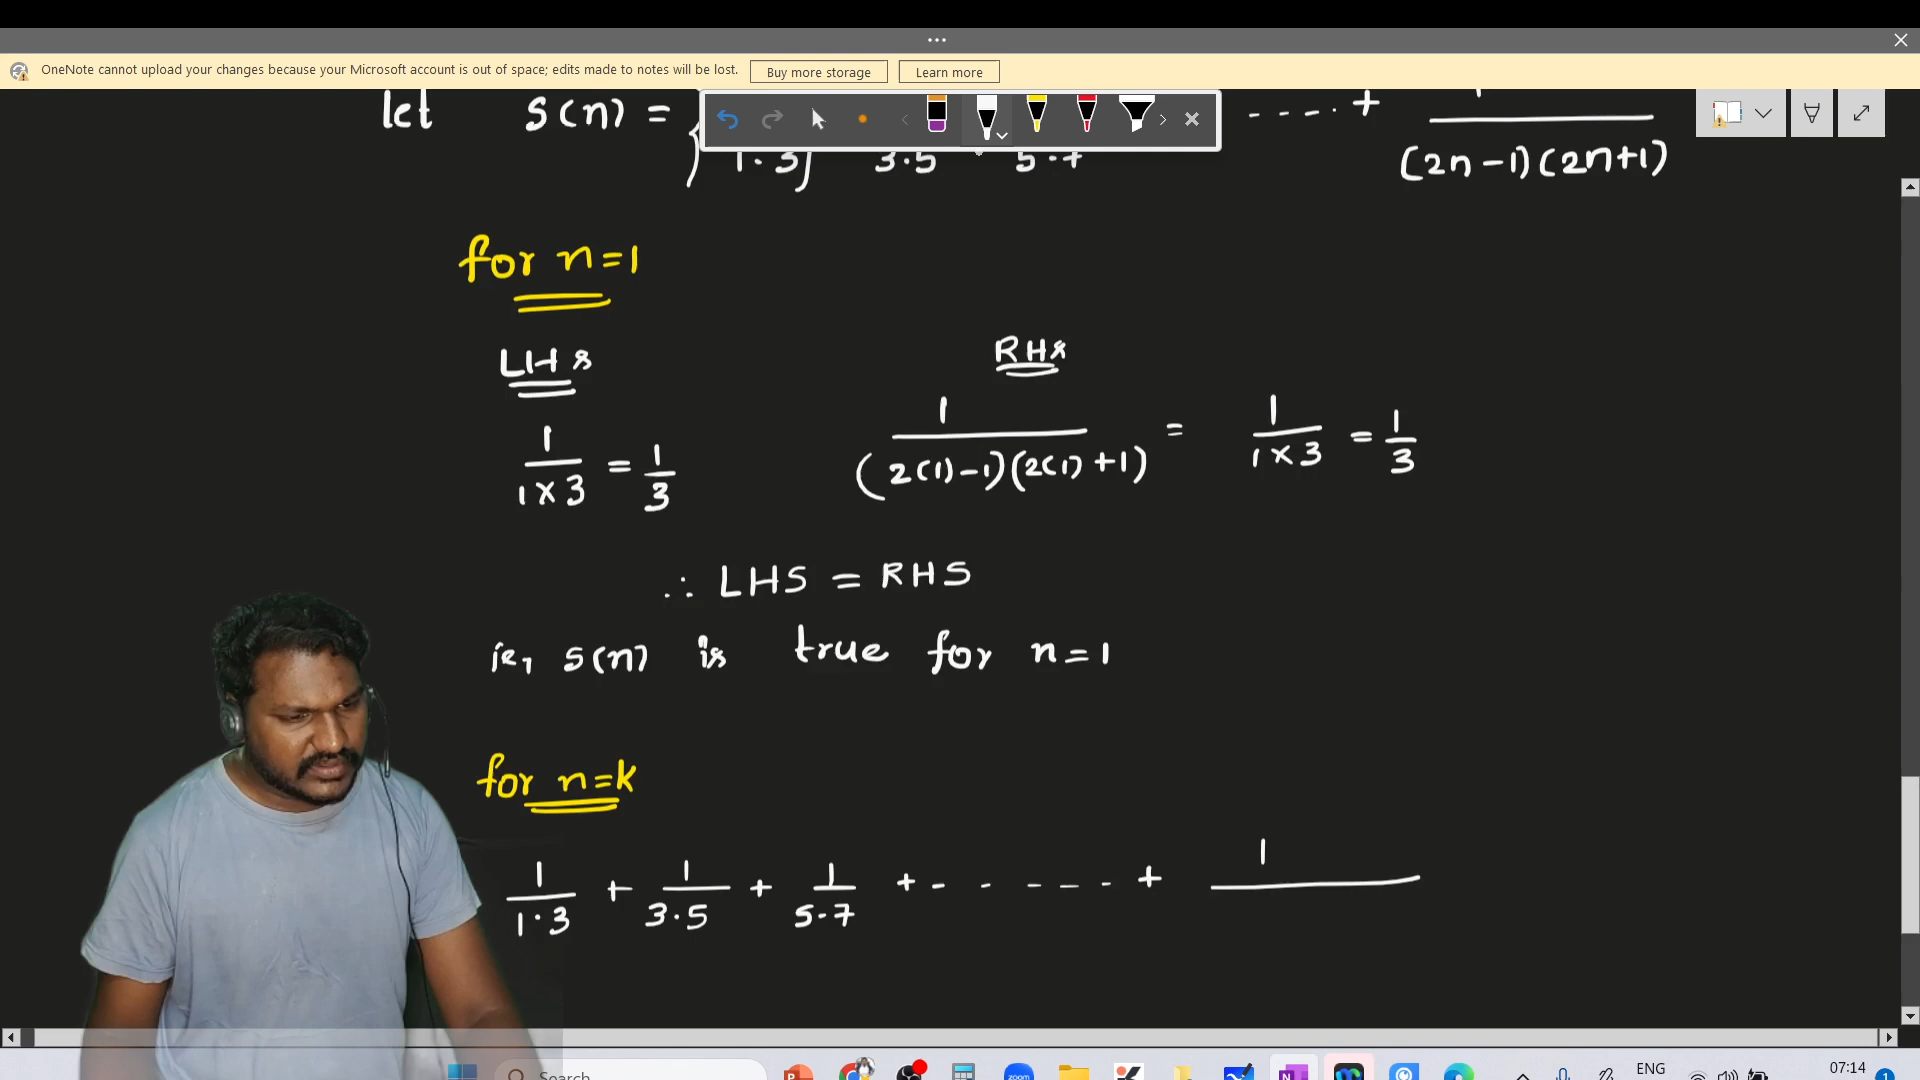 ...
OneNote cannot upload your changes because your Microsoft account is out of space; edits made to notes will be lost. Buy more storage Learn more
let S(n) = { 1·3} 3·5 5·7 - - - - + 1/(2n-1)(2n+1)
for n=1
LHS RHS
1/(1×3) = 1/3 1/((2(1)-1)(2(1)+1)) = 1/(1×3) = 1/3
∴ LHS = RHS
ie, S(n) is true for n=1
for n=k
1/(1·3) + 1/(3·5) + 1/(5·7) + - - - - - + 1/
Search
zoom
ENG
07:14